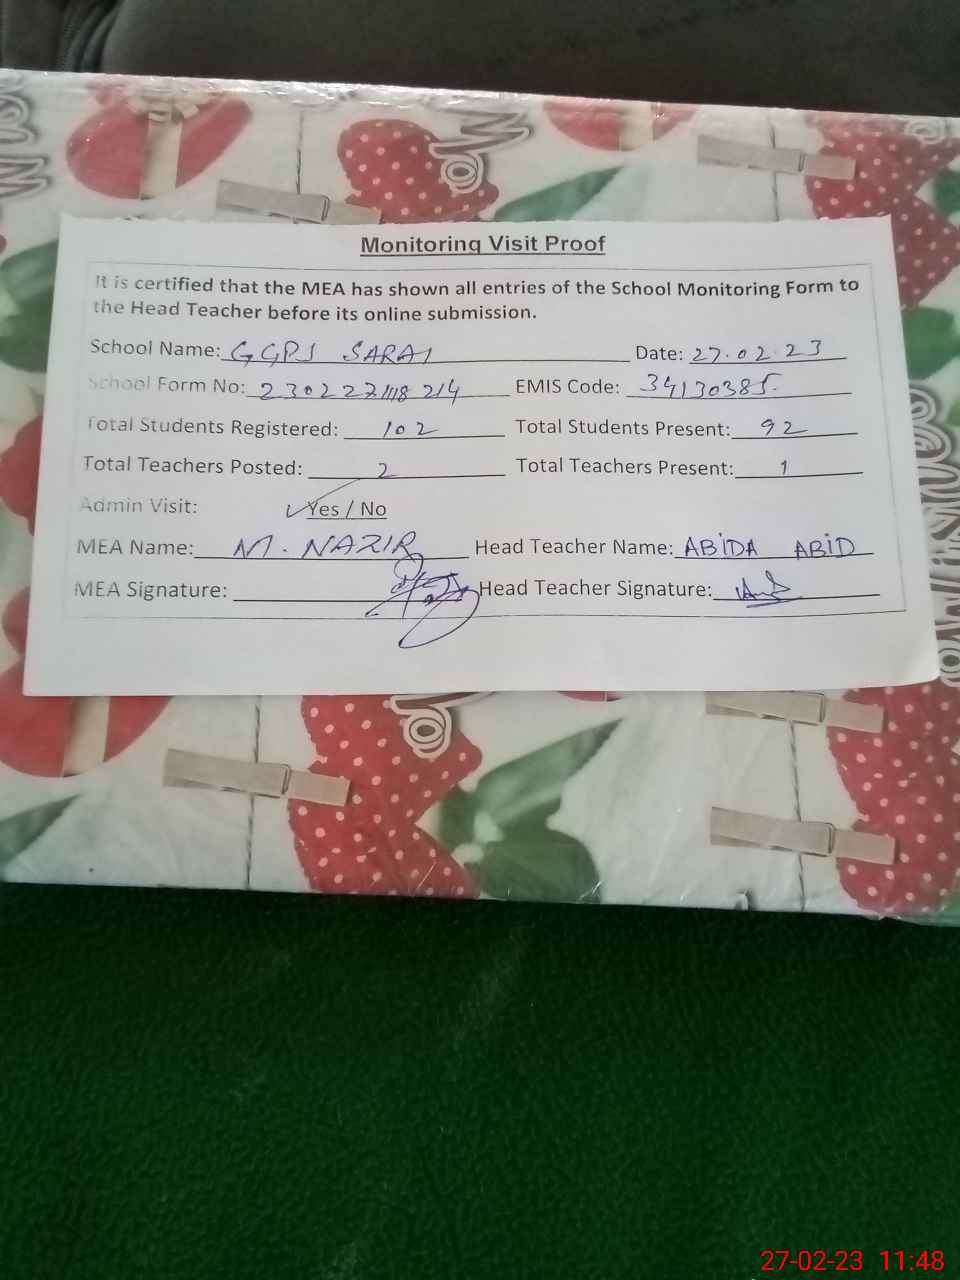 Monitoring Visit Proof
It is certified that the MEA has shown all entries of the School Monitoring Form to
the Head Teacher before its online submission.
School Name: GGPS SARAI Date: 27.02.23
School Form No: EMIS Code: 34130385.
Total Students Registered: 102 Total Students Present: 92
Total Teachers Posted: 2 Total Teachers Present: 1
Admin Visit: ✓Yes / No
MEA Name: M. NAZIR Head Teacher Name: ABIDA ABID
MEA Signature: Head Teacher Signature:
27-02-23 11:48